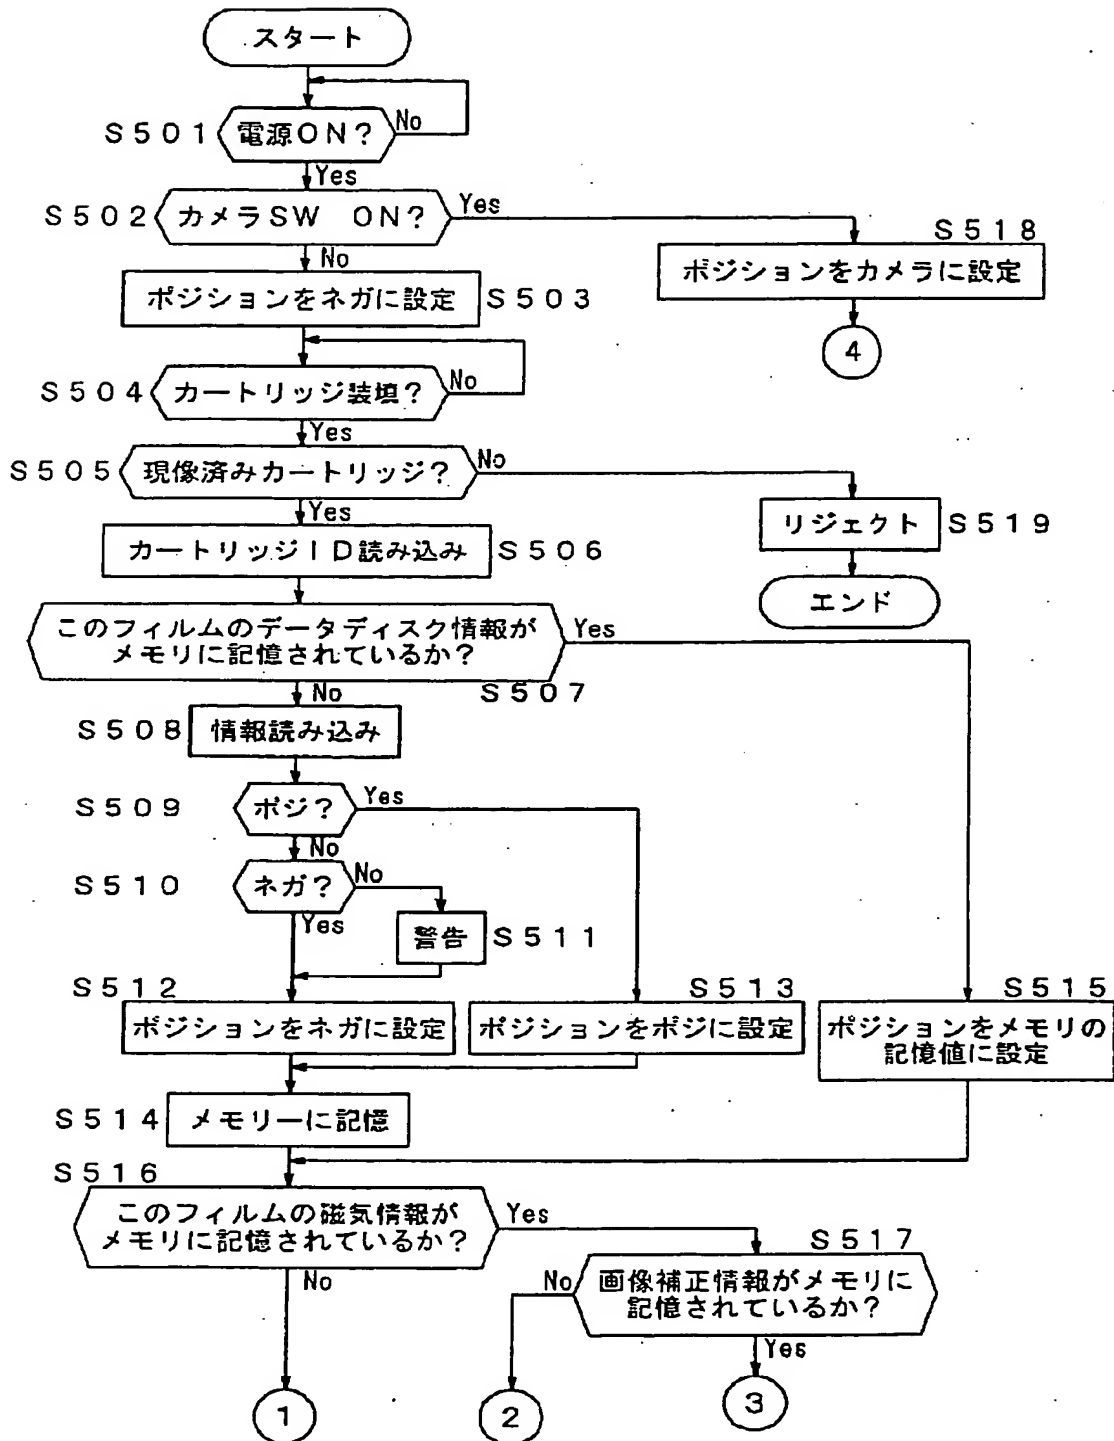 スタート
S501 電源ON? No
Yes
S502 カメラSW ON? Yes
S518
No
ポジションをカメラに設定
ポジションをネガに設定 S503
4
S504 カートリッジ装填? No
Yes
S505 現像済みカートリッジ? No
Yes
リジェクト S519
カートリッジID読み込み S506
エンド
このフィルムのデータディスク情報が
メモリに記憶されているか?
Yes
S507
No
S508 情報読み込み
S509 ポジ? Yes
No
S510 ネガ? No
Yes
警告 S511
S512
S513
S515
ポジションをネガに設定
ポジションをポジに設定
ポジションをメモリの
記憶値に設定
S514 メモリーに記憶
S516
このフィルムの磁気情報が
メモリに記憶されているか?
Yes
S517
No
No
画像補正情報がメモリに
記憶されているか?
Yes
1
2
3